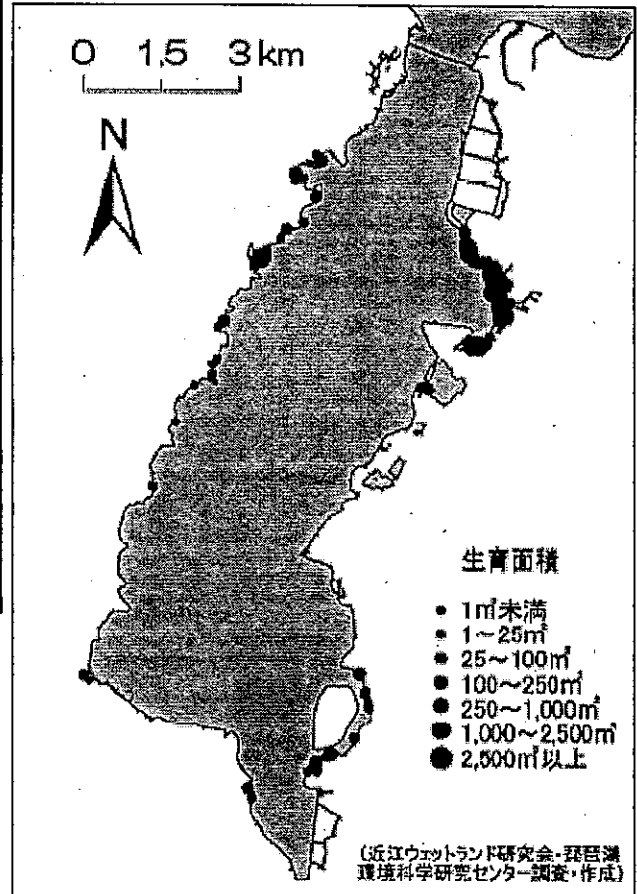 0 1.5 3km
N
生育面積
1㎡未満
1～25㎡
25～100㎡
100～250㎡
250～1,000㎡
1,000～2,500㎡
2,500㎡以上
(近江ウェットランド研究会・琵琶湖
環境科学研究センター調査・作成)